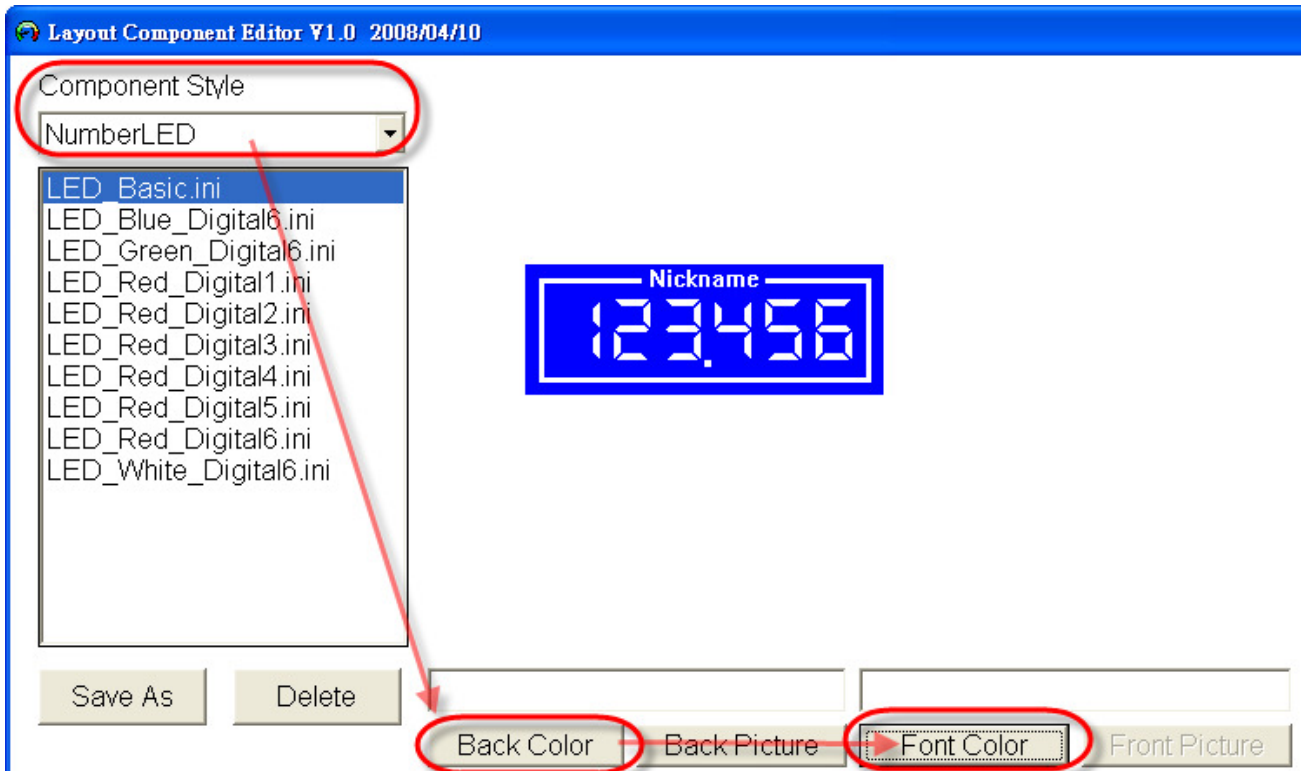 Layout Component Editor V1.0 2008/04/10
Component Style
NumberLED
LED_Basic.ini
LED_Blue_Digital6.ini
LED_Green_Digital6.ini
LED_Red_Digital1.ini
LED_Red_Digital2.ini
LED_Red_Digital3.ini
LED_Red_Digital4.ini
LED_Red_Digital5.ini
LED_Red_Digital6.ini
LED_White_Digital6.ini
Nickname
123.456
Save As Delete
Back Color Back Picture Font Color Front Picture